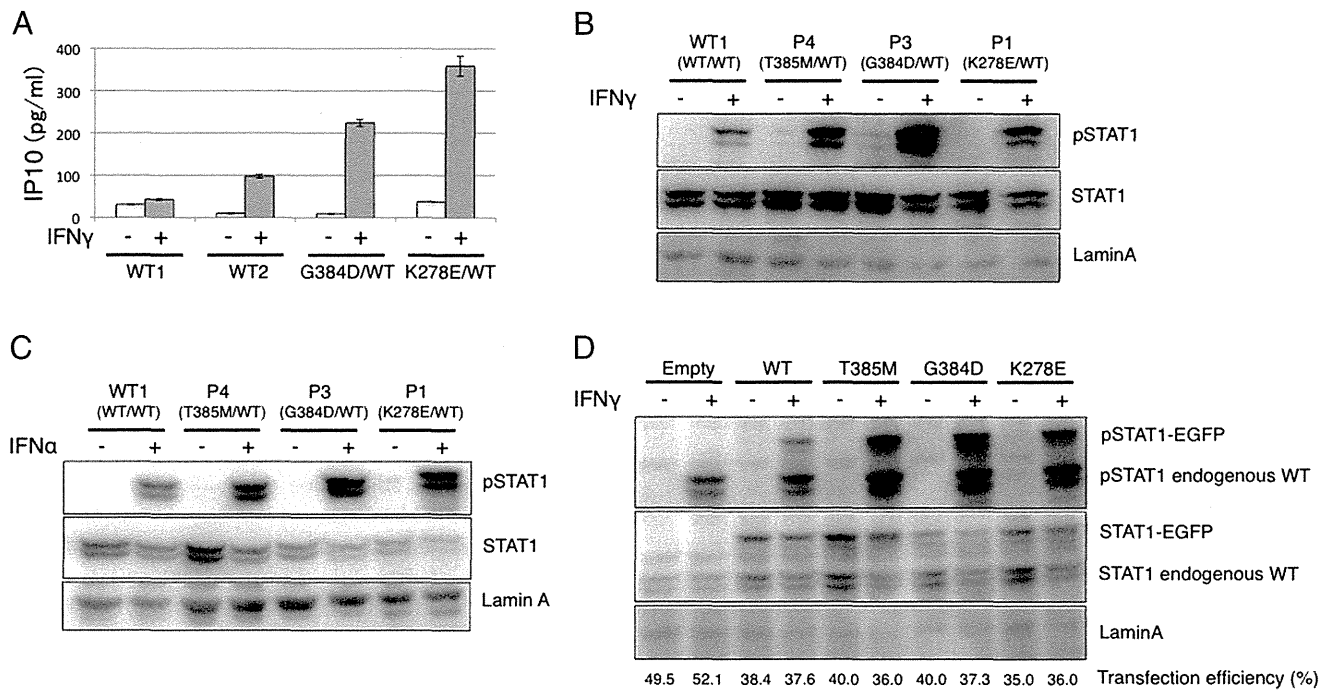 A
400
300
200
100
0
IP10 (pg/ml)
IFNγ - + - + - + - +
WT1 WT2 G384D/WT K278E/WT
B
WT1 P4 P3 P1
(WT/WT) (T385M/WT) (G384D/WT) (K278E/WT)
IFNγ - + - + - + - +
pSTAT1
STAT1
LaminA
C
WT1 P4 P3 P1
(WT/WT) (T385M/WT) (G384D/WT) (K278E/WT)
IFNα - + - + - + - +
pSTAT1
STAT1
Lamin A
D
Empty WT T385M G384D K278E
IFNγ - + - + - + - + - +
pSTAT1-EGFP
pSTAT1 endogenous WT
STAT1-EGFP
STAT1 endogenous WT
LaminA
49.5 52.1 38.4 37.6 40.0 36.0 40.0 37.3 35.0 36.0 Transfection efficiency (%)